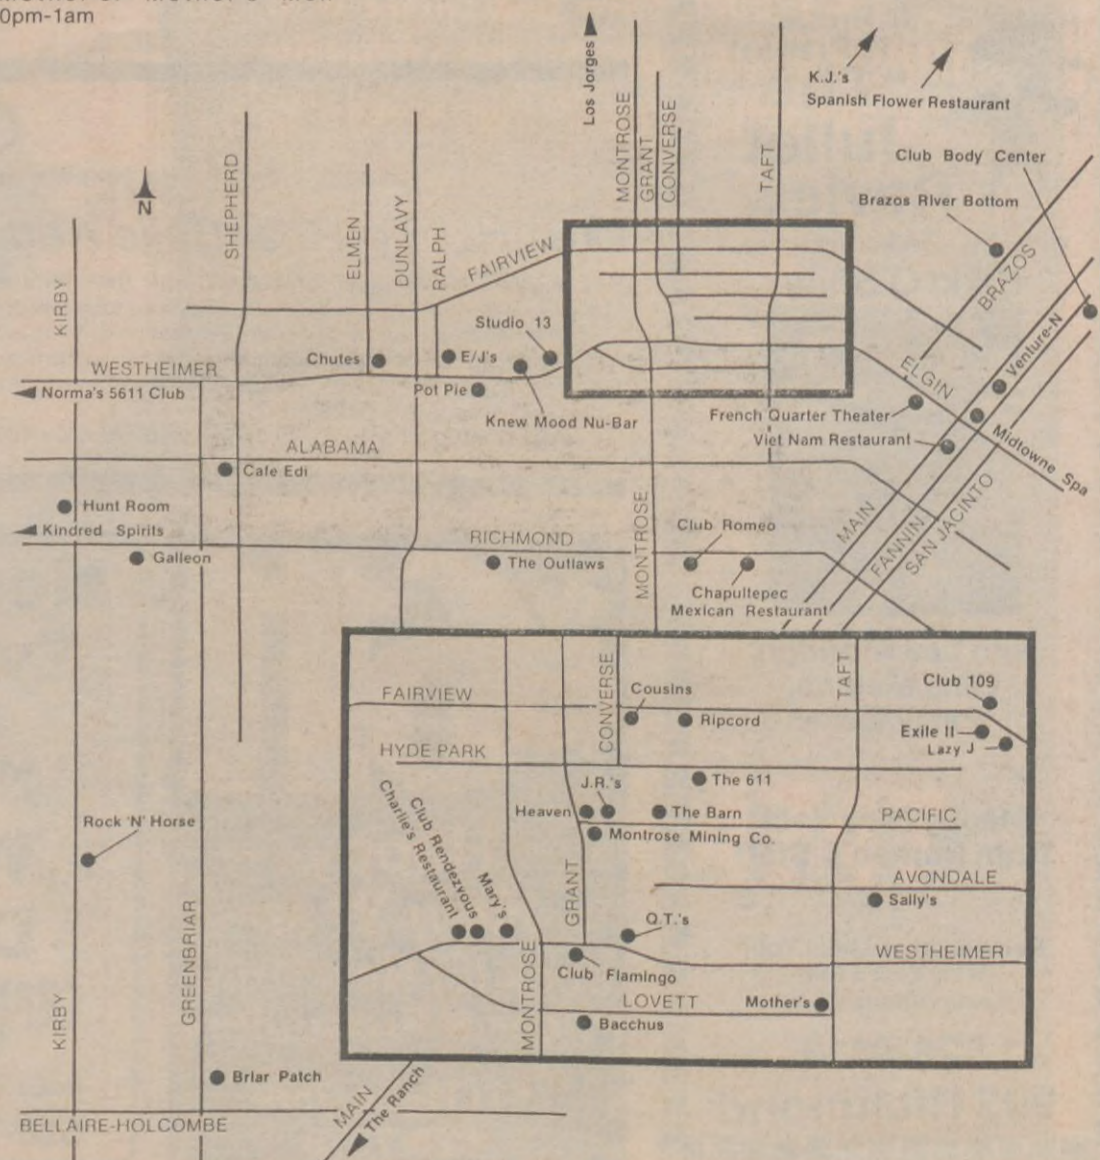 0pm-1am
Los Jorges
K.J.'s
Spanish Flower Restaurant
MONTROSE
GRANT
CONVERSE
TAFT
Club Body Center
Brazos River Bottom
N
SHEPHERD
ELMEN
DUNLAVY
RALPH
FAIRVIEW
BRAZOS
KIRBY
Studio 13
Venture-N
WESTHEIMER
Chutes
E/J's
ELGIN
Norma's 5611 Club
Pot Pie
Knew Mood Nu-Bar
French Quarter Theater
Viet Nam Restaurant
Midtowne Spa
ALABAMA
Cafe Edi
Hunt Room
MONTROSE
MAIN
FANNIN
SAN JACINTO
Kindred Spirits
RICHMOND
Club Romeo
Galleon
The Outlaws
Chapultepec
Mexican Restaurant
CONVERSE
TAFT
FAIRVIEW
Cousins
Ripcord
Club 109
Exile II
Lazy J
HYDE PARK
The 611
J.R.'s
Heaven
The Barn
PACIFIC
Montrose Mining Co.
Rock 'N' Horse
Charlie's Restaurant
Club Rendezvous
Mary's
GRANT
AVONDALE
Sally's
Q.T.'s
WESTHEIMER
Club Flamingo
MONTROSE
LOVETT
Mother's
Bacchus
KIRBY
GREENBRIAR
Briar Patch
MAIN
The Ranch
BELLAIRE-HOLCOMBE